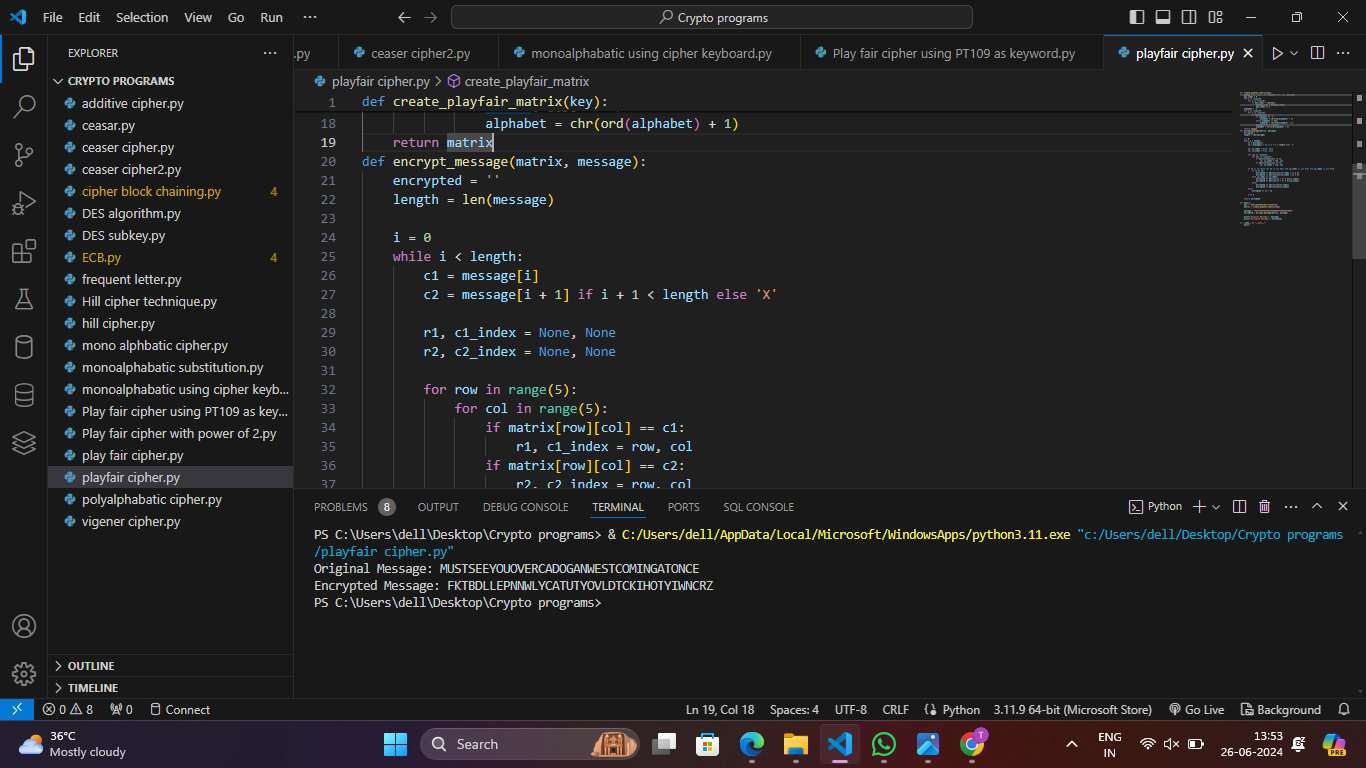 File Edit Selection View Go Run ··· Crypto programs
EXPLORER ···
CRYPTO PROGRAMS
additive cipher.py
ceasar.py
ceaser cipher.py
ceaser cipher2.py
cipher block chaining.py 4
DES algorithm.py
DES subkey.py
ECB.py 4
frequent letter.py
Hill cipher technique.py
hill cipher.py
mono alphbatic cipher.py
monoalphabatic substitution.py
monoalphabatic using cipher keyb...
Play fair cipher using PT109 as key...
Play fair cipher with power of 2.py
play fair cipher.py
playfair cipher.py
polyalphabatic cipher.py
vigener cipher.py
OUTLINE
TIMELINE
.py ceaser cipher2.py monoalphabatic using cipher keyboard.py Play fair cipher using PT109 as keyword.py playfair cipher.py
playfair cipher.py > create_playfair_matrix
1 def create_playfair_matrix(key):
18 alphabet = chr(ord(alphabet) + 1)
19 return matrix
20 def encrypt_message(matrix, message):
21 encrypted = ''
22 length = len(message)
23
24 i = 0
25 while i < length:
26 c1 = message[i]
27 c2 = message[i + 1] if i + 1 < length else 'X'
28
29 r1, c1_index = None, None
30 r2, c2_index = None, None
31
32 for row in range(5):
33 for col in range(5):
34 if matrix[row][col] == c1:
35 r1, c1_index = row, col
36 if matrix[row][col] == c2:
37 r2, c2_index = row, col
PROBLEMS 8 OUTPUT DEBUG CONSOLE TERMINAL PORTS SQL CONSOLE Python
PS C:\Users\dell\Desktop\Crypto programs> & C:/Users/dell/AppData/Local/Microsoft/WindowsApps/python3.11.exe "c:/Users/dell/Desktop/Crypto programs
/playfair cipher.py"
Original Message: MUSTSEEYOUOVERCADOGANWESTCOMINGATONCE
Encrypted Message: FKTBDLLEPNNWLYCATUTYOVLDTCKIHOTYIWNCRZ
PS C:\Users\dell\Desktop\Crypto programs>
0 8 0 Connect Ln 19, Col 18 Spaces: 4 UTF-8 CRLF Python 3.11.9 64-bit (Microsoft Store) Go Live Background
36°C
Mostly cloudy
Search
T
ENG
IN
13:53
26-06-2024
PRE